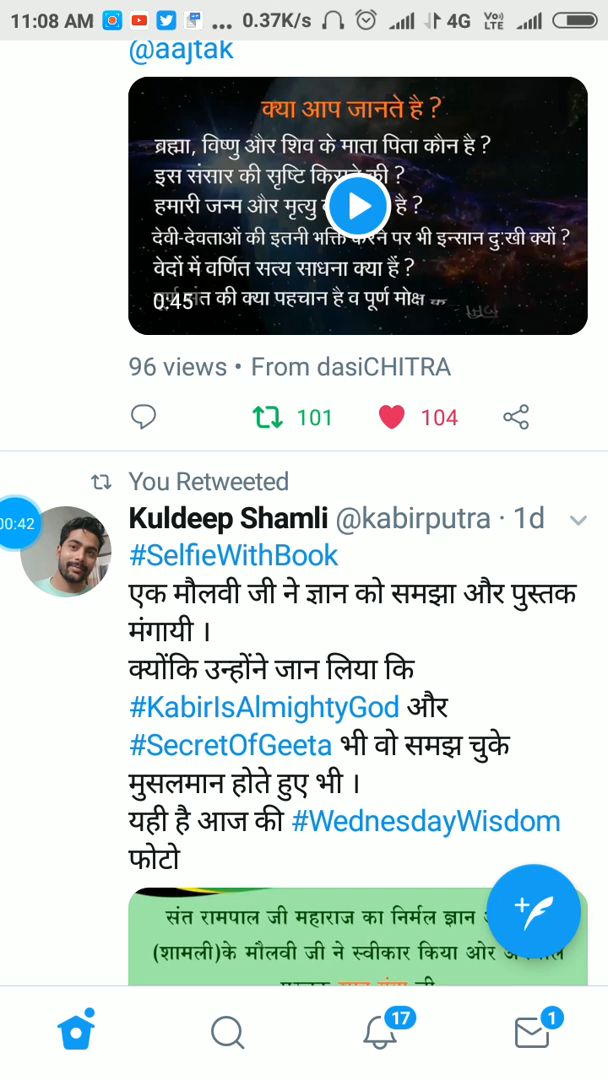 11:08 AM ... 0.37K/s 4G VoLTE
@aajtak
क्या आप जानते है ?
ब्रह्मा, विष्णु और शिव के माता पिता कौन है ?
इस संसार की सृष्टि की ?
हमारी जन्म और मृत्यु है ?
देवी-देवताओं की इतनी भक्ति करने पर भी इन्सान दुःखी क्यों ?
वेदों में वर्णित सत्य साधना क्या हैं ?
0:45 की क्या पहचान है व पूर्ण मोक्ष
96 views • From dasiCHITRA
101 104
You Retweeted
00:42
Kuldeep Shamli @kabirputra · 1d
#SelfieWithBook
एक मौलवी जी ने ज्ञान को समझा और पुस्तक
मंगायी ।
क्योंकि उन्होंने जान लिया कि
#KabirIsAlmightyGod और
#SecretOfGeeta भी वो समझ चुके
मुसलमान होते हुए भी ।
यही है आज की #WednesdayWisdom
फोटो
संत रामपाल जी महाराज का निर्मल ज्ञान
(शामली)के मौलवी जी ने स्वीकार किया ओर
17 1